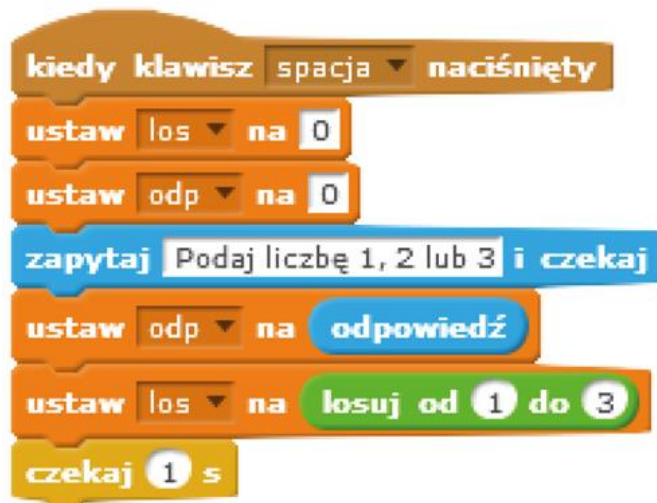 kiedy klawisz spacja naciśnięty
ustaw los na 0
ustaw odp na 0
zapytaj Podaj liczbę 1, 2 lub 3 i czekaj
ustaw odp na odpowiedź
ustaw los na losuj od 1 do 3
czekaj 1 s